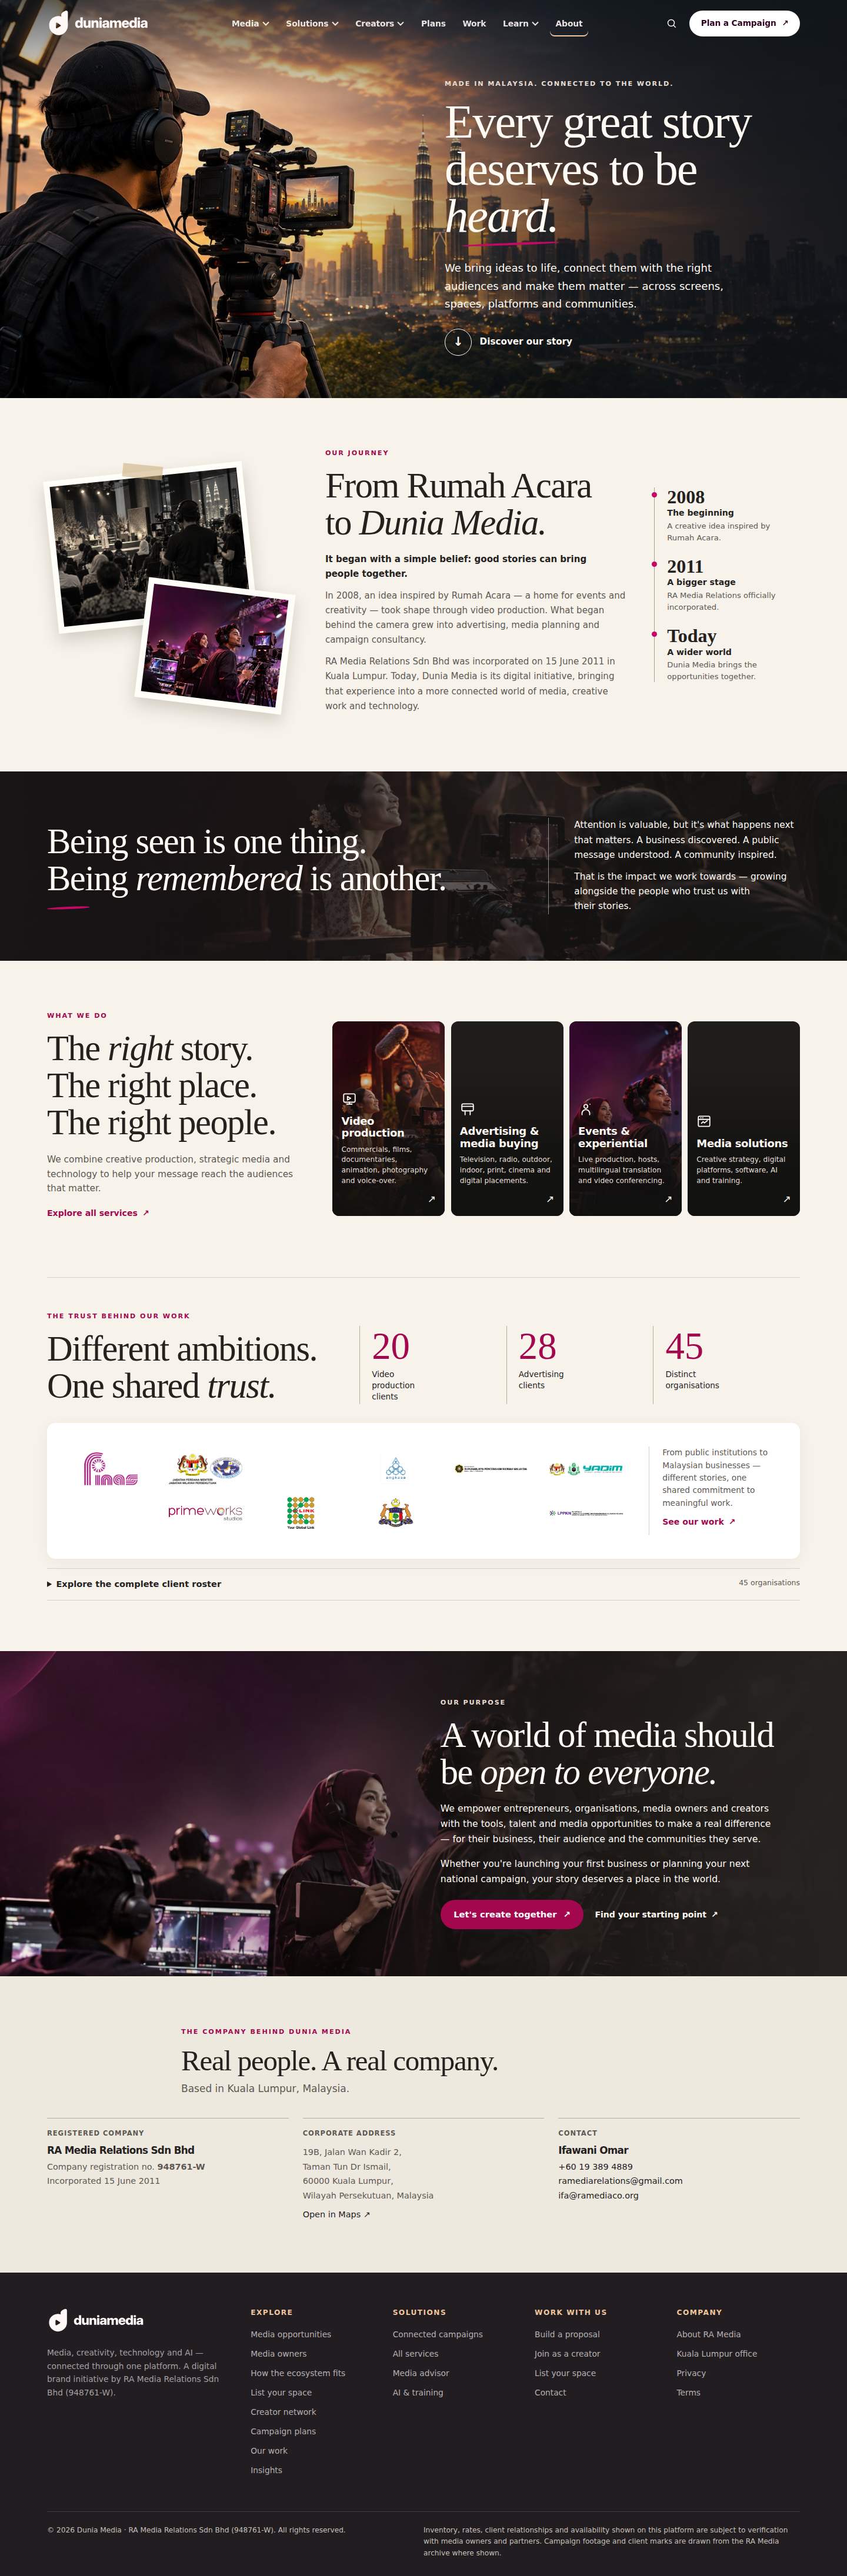 duniamedia
Media
Solutions
Creators
Plans
Work
Learn
About
Plan a Campaign ↗
MADE IN MALAYSIA. CONNECTED TO THE WORLD.
Every great story
deserves to be
heard.
We bring ideas to life, connect them with the right
audiences and make them matter — across screens,
spaces, platforms and communities.
↓ Discover our story
OUR JOURNEY
From Rumah Acara
to Dunia Media.
It began with a simple belief: good stories can bring
people together.
In 2008, an idea inspired by Rumah Acara — a home for events and
creativity — took shape through video production. What began
behind the camera grew into advertising, media planning and
campaign consultancy.
RA Media Relations Sdn Bhd was incorporated on 15 June 2011 in
Kuala Lumpur. Today, Dunia Media is its digital initiative, bringing
that experience into a more connected world of media, creative
work and technology.
2008
The beginning
A creative idea inspired by
Rumah Acara.
2011
A bigger stage
RA Media Relations officially
incorporated.
Today
A wider world
Dunia Media brings the
opportunities together.
Being seen is one thing.
Being remembered is another.
Attention is valuable, but it's what happens next
that matters. A business discovered. A public
message understood. A community inspired.
That is the impact we work towards — growing
alongside the people who trust us with
their stories.
WHAT WE DO
The right story.
The right place.
The right people.
We combine creative production, strategic media and
technology to help your message reach the audiences
that matter.
Explore all services ↗
Video
production
Commercials, films,
documentaries,
animation, photography
and voice-over.
↗
Advertising &
media buying
Television, radio, outdoor,
indoor, print, cinema and
digital placements.
↗
Events &
experiential
Live production, hosts,
multilingual translation
and video conferencing.
↗
Media solutions
Creative strategy, digital
platforms, software, AI
and training.
↗
THE TRUST BEHIND OUR WORK
Different ambitions.
One shared trust.
20
Video
production
clients
28
Advertising
clients
45
Distinct
organisations
Finas
YADIM
primeworks
studios
Your Global Link
From public institutions to
Malaysian businesses —
different stories, one
shared commitment to
meaningful work.
See our work ↗
Explore the complete client roster
45 organisations
OUR PURPOSE
A world of media should
be open to everyone.
We empower entrepreneurs, organisations, media owners and creators
with the tools, talent and media opportunities to make a real difference
— for their business, their audience and the communities they serve.
Whether you're launching your first business or planning your next
national campaign, your story deserves a place in the world.
Let's create together ↗
Find your starting point ↗
THE COMPANY BEHIND DUNIA MEDIA
Real people. A real company.
Based in Kuala Lumpur, Malaysia.
REGISTERED COMPANY
RA Media Relations Sdn Bhd
Company registration no. 948761-W
Incorporated 15 June 2011
CORPORATE ADDRESS
19B, Jalan Wan Kadir 2,
Taman Tun Dr Ismail,
60000 Kuala Lumpur,
Wilayah Persekutuan, Malaysia
Open in Maps ↗
CONTACT
Ifawani Omar
+60 19 389 4889
ramediarelations@gmail.com
ifa@ramediaco.org
duniamedia
Media, creativity, technology and AI —
connected through one platform. A digital
brand initiative by RA Media Relations Sdn
Bhd (948761-W).
EXPLORE
Media opportunities
Media owners
How the ecosystem fits
List your space
Creator network
Campaign plans
Our work
Insights
SOLUTIONS
Connected campaigns
All services
Media advisor
AI & training
WORK WITH US
Build a proposal
Join as a creator
List your space
Contact
COMPANY
About RA Media
Kuala Lumpur office
Privacy
Terms
© 2026 Dunia Media · RA Media Relations Sdn Bhd (948761-W). All rights reserved.
Inventory, rates, client relationships and availability shown on this platform are subject to verification
with media owners and partners. Campaign footage and client marks are drawn from the RA Media
archive where shown.